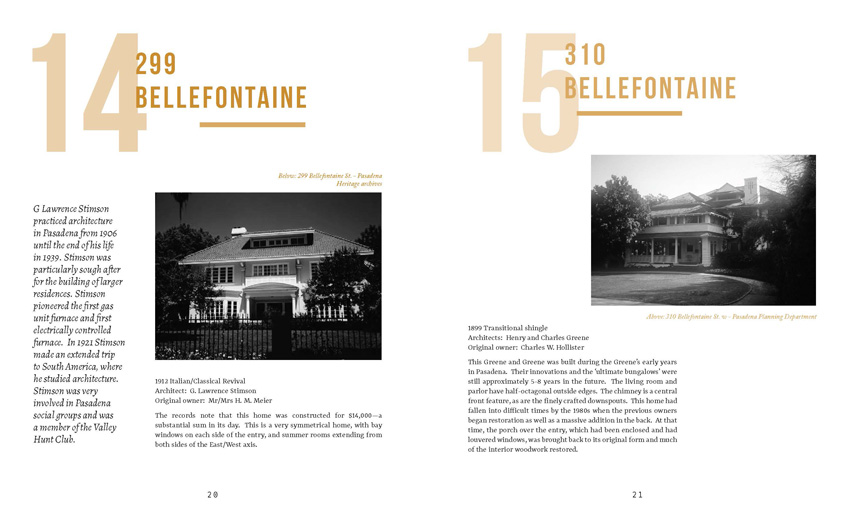 14
299
BELLEFONTAINE
Below: 299 Bellefontaine St. - Pasadena
Heritage archives
G Lawrence Stimson
practiced architecture
in Pasadena from 1906
until the end of his life
in 1939. Stimson was
particularly sough after
for the building of larger
residences. Stimson
pioneered the first gas
unit furnace and first
electrically controlled
furnace. In 1921 Stimson
made an extended trip
to South America, where
he studied architecture.
Stimson was very
involved in Pasadena
social groups and was
a member of the Valley
Hunt Club.
1912 Italian/Classical Revival
Architect: G. Lawrence Stimson
Original owner: Mr/Mrs H. M. Meier
The records note that this home was constructed for $14,000—a
substantial sum in its day. This is a very symmetrical home, with bay
windows on each side of the entry, and summer rooms extending from
both sides of the East/West axis.
20
15
310
BELLEFONTAINE
Above: 310 Bellefontaine St. w - Pasadena Planning Department
1899 Transitional shingle
Architects: Henry and Charles Greene
Original owner: Charles W. Hollister
This Greene and Greene was built during the Greene's early years
in Pasadena. Their innovations and the 'ultimate bungalows' were
still approximately 5-8 years in the future. The living room and
parlor have half-octagonal outside edges. The chimney is a central
front feature, as are the finely crafted downspouts. This home had
fallen into difficult times by the 1980s when the previous owners
began restoration as well as a massive addition in the back. At that
time, the porch over the entry, which had been enclosed and had
louvered windows, was brought back to its original form and much
of the interior woodwork restored.
21